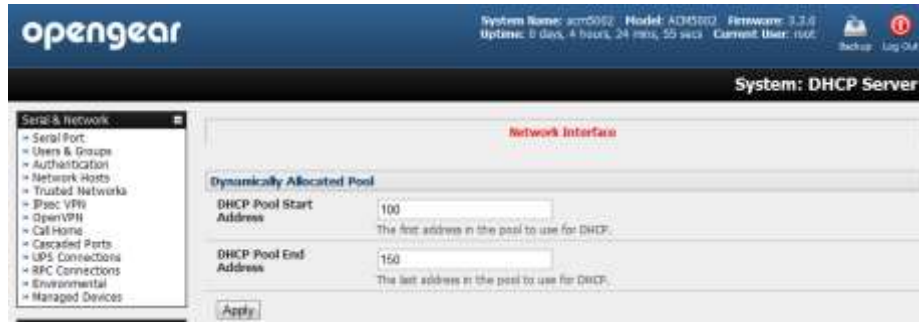 opengear
System Name: acm5002 Model: ACM5002 Firmware: 3.3.0
Uptime: 0 days, 4 hours, 24 mins, 55 secs Current User: root
Backup
Log Out
System: DHCP Server
Serial & Network
Serial Port
Users & Groups
Authentication
Network Hosts
Trusted Networks
IPsec VPN
OpenVPN
Call Home
Cascaded Ports
UPS Connections
RPC Connections
Environmental
Managed Devices
Network Interface
Dynamically Allocated Pool
DHCP Pool Start Address
100
The first address in the pool to use for DHCP.
DHCP Pool End Address
150
The last address in the pool to use for DHCP.
Apply